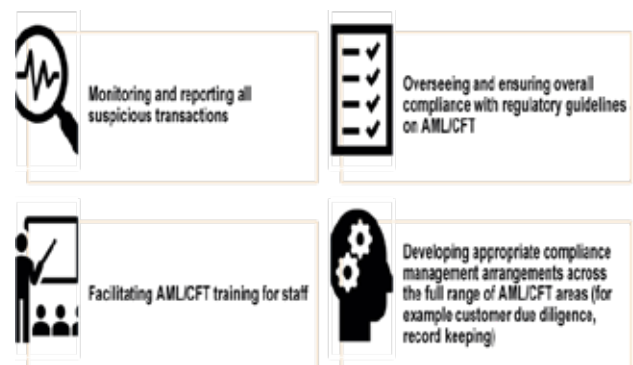 Monitoring and reporting all
suspicious transactions
Overseeing and ensuring overall
compliance with regulatory guidelines
on AML/CFT
Facilitating AML/CFT training for staff
Developing appropriate compliance
management arrangements across
the full range of AML/CFT areas (for
example customer due diligence,
record keeping)